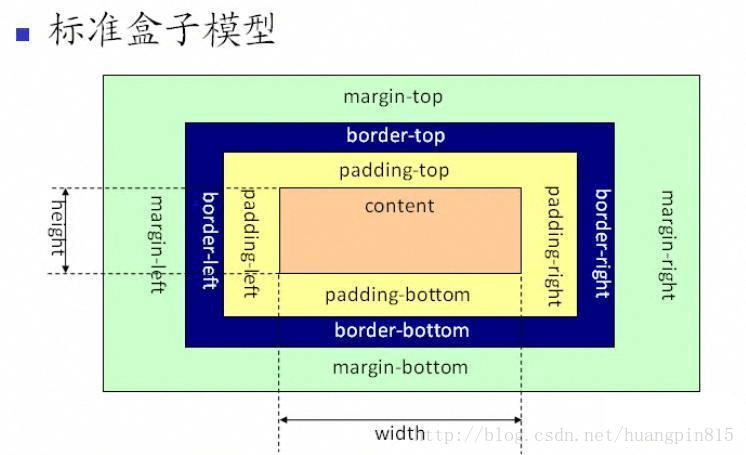 标准盒子模型
margin-top
border-top
padding-top
content
height
margin-left
border-left
padding-left
padding-right
border-right
margin-right
padding-bottom
border-bottom
margin-bottom
width
http://blog.csdn.net/huangpin815